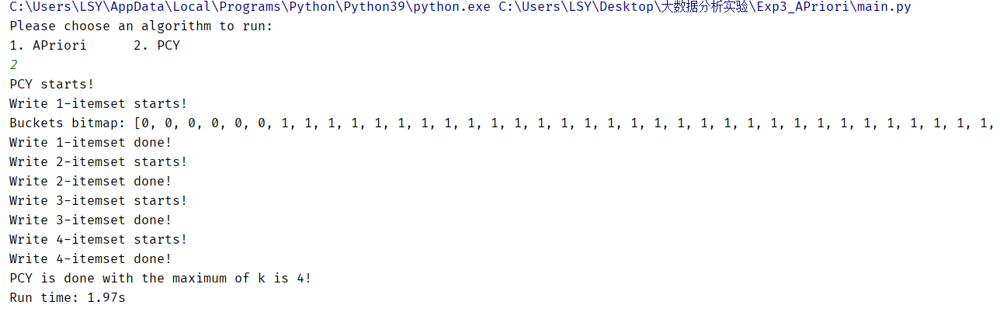 C:\Users\LSY\AppData\Local\Programs\Python\Python39\python.exe C:\Users\LSY\Desktop\大数据分析实验\Exp3_APriori\main.py
Please choose an algorithm to run:
1. APriori      2. PCY
2
PCY starts!
Write 1-itemset starts!
Buckets bitmap: [0, 0, 0, 0, 0, 0, 1, 1, 1, 1, 1, 1, 1, 1, 1, 1, 1, 1, 1, 1, 1, 1, 1, 1, 1, 1, 1, 1, 1, 1, 1, 1, 1, 1, 1, 1, 1,
Write 1-itemset done!
Write 2-itemset starts!
Write 2-itemset done!
Write 3-itemset starts!
Write 3-itemset done!
Write 4-itemset starts!
Write 4-itemset done!
PCY is done with the maximum of k is 4!
Run time: 1.97s